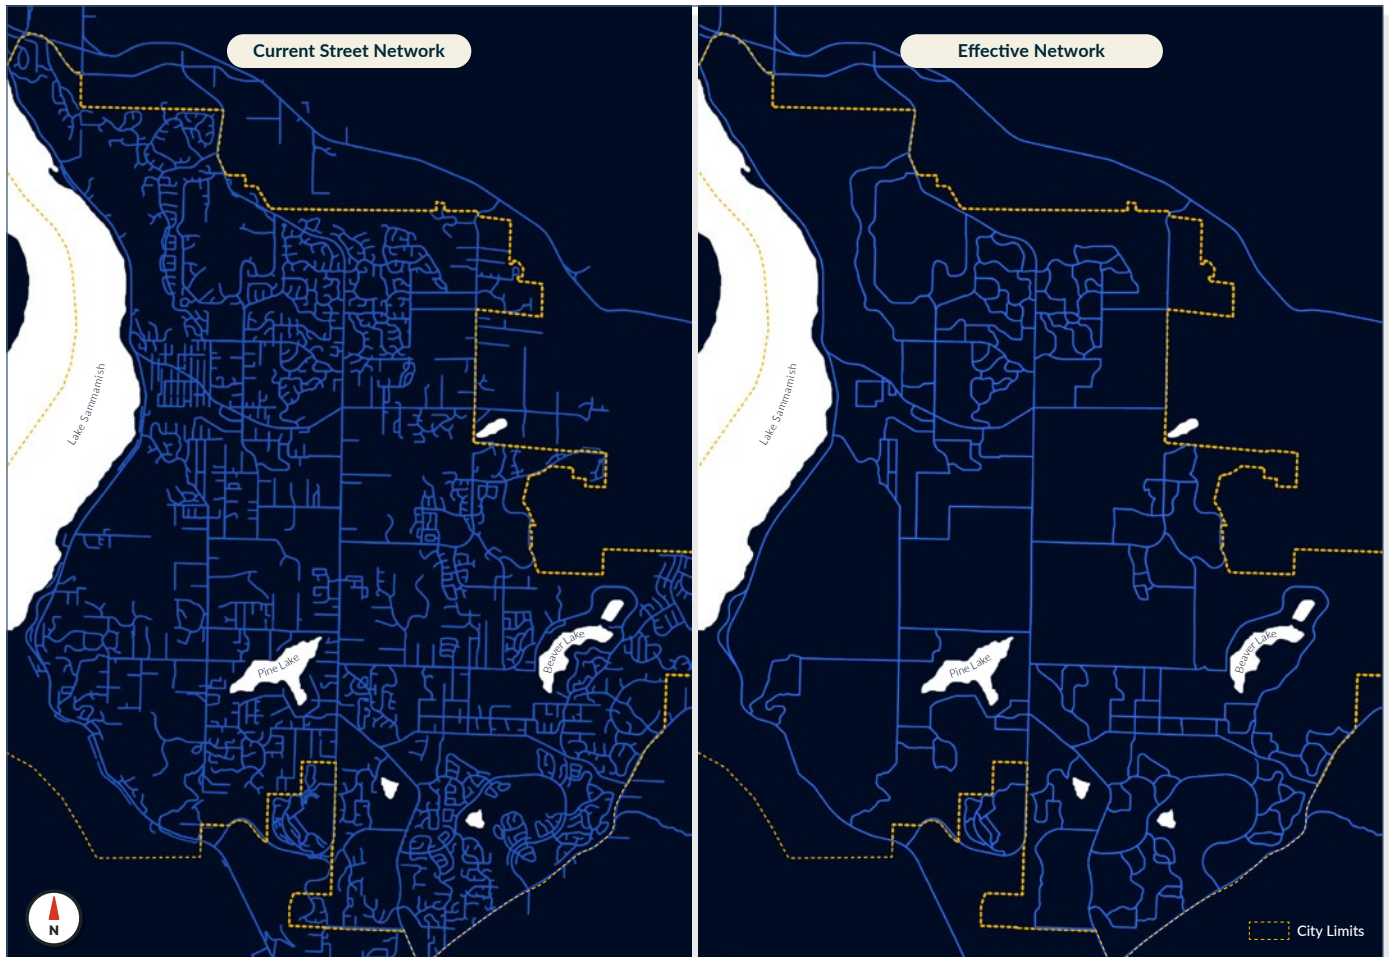 Current Street Network
Effective Network
Lake Sammamish
Lake Sammamish
Pine Lake
Beaver Lake
Pine Lake
Beaver Lake
N
City Limits